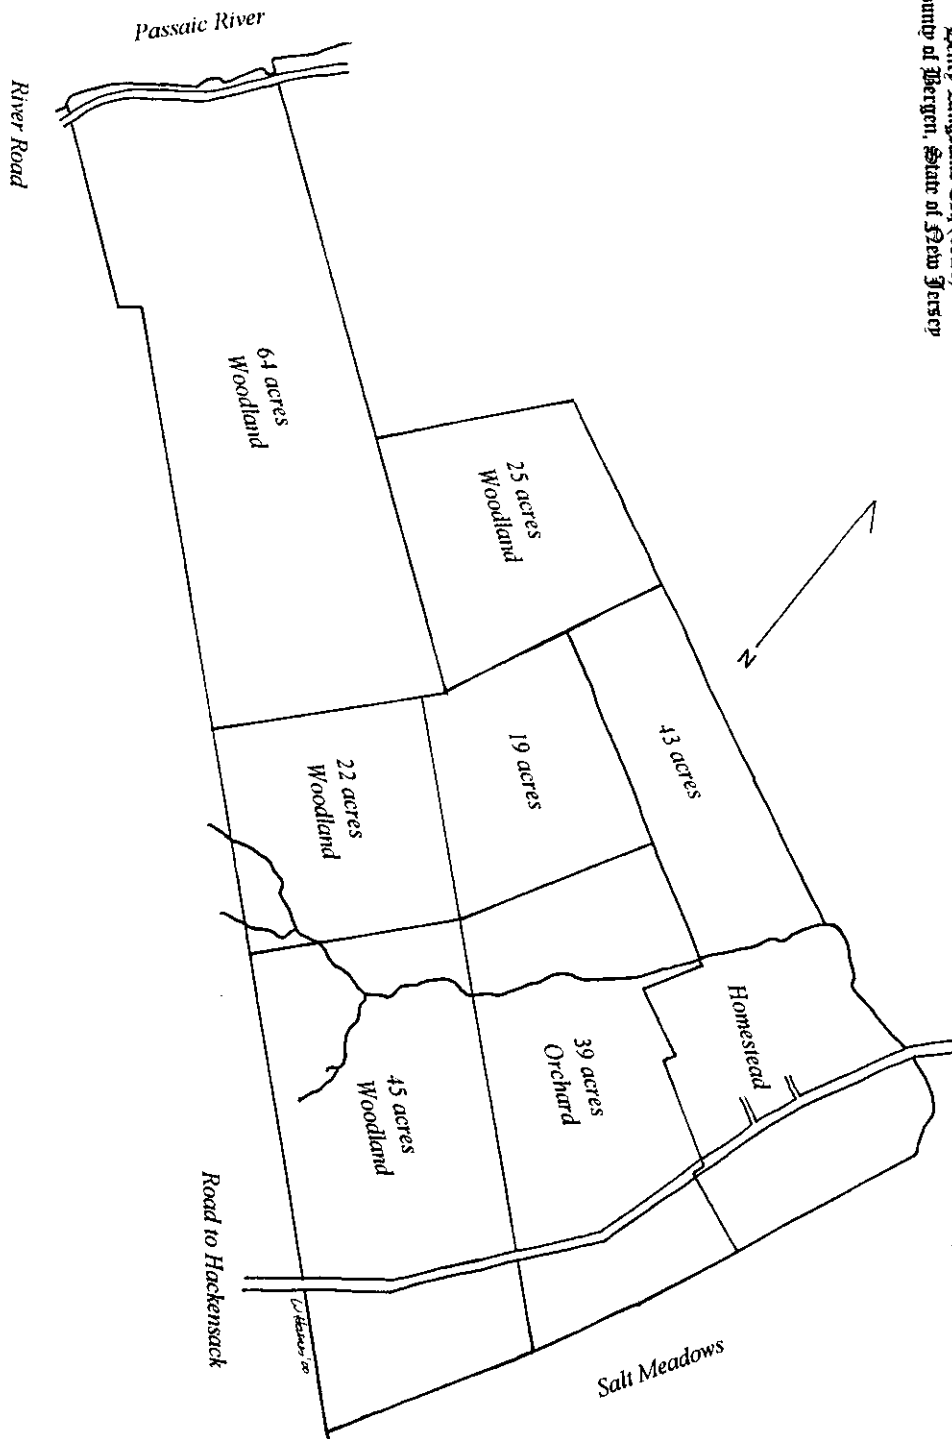 County of Bergen, State of New Jersey
Passaic River
River Road
64 acres
Woodland
25 acres
Woodland
N
43 acres
19 acres
22 acres
Woodland
Homestead
39 acres
Orchard
45 acres
Woodland
Road to Hackensack
Salt Meadows